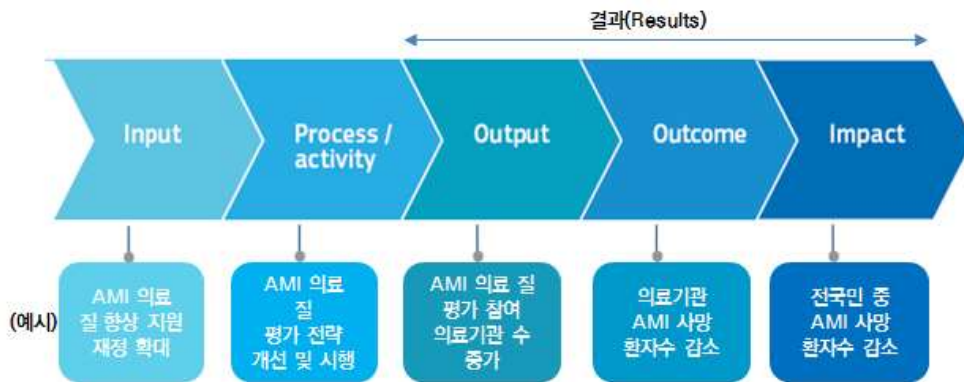 결과(Results)
Input
Process /
activity
Output
Outcome
Impact
(예시)
AMI 의료
질 향상 지원
재정 확대
AMI 의료
질
평가 전략
개선 및 시행
AMI 의료 질
평가 참여
의료기관 수
증가
의료기관
AMI 사망
환자수 감소
전국민 중
AMI 사망
환자수 감소